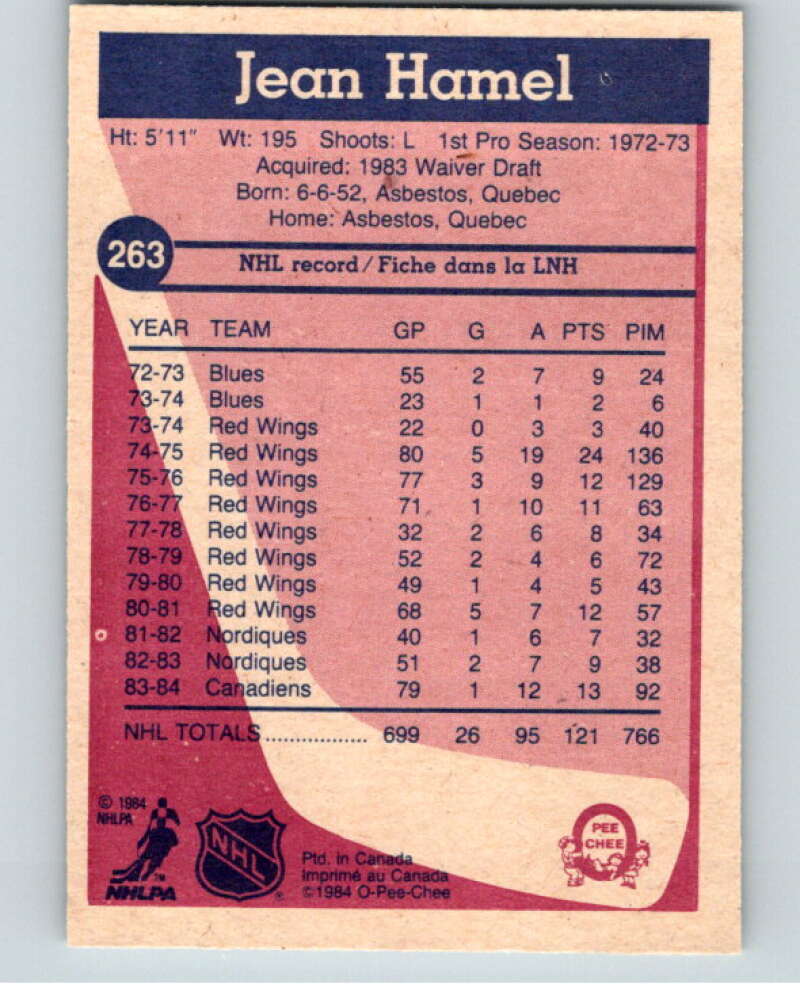 Jean Hamel
Ht: 5'11" Wt: 195 Shoots: L 1st Pro Season: 1972-73
Acquired: 1983 Waiver Draft
Born: 6-6-52, Asbestos, Quebec
Home: Asbestos, Quebec
263
NHL record/Fiche dans la LNH
YEAR TEAM GP G A PTS PIM
72-73 Blues 55 2 7 9 24
73-74 Blues 23 1 1 2 6
73-74 Red Wings 22 0 3 3 40
74-75 Red Wings 80 5 19 24 136
75-76 Red Wings 77 3 9 12 129
76-77 Red Wings 71 1 10 11 63
77-78 Red Wings 32 2 6 8 34
78-79 Red Wings 52 2 4 6 72
79-80 Red Wings 49 1 4 5 43
80-81 Red Wings 68 5 7 12 57
81-82 Nordiques 40 1 6 7 32
82-83 Nordiques 51 2 7 9 38
83-84 Canadiens 79 1 12 13 92
NHL TOTALS................. 699 26 95 121 766
© 1984
NHLPA
NHLPA
NHL
Ptd. in Canada
Imprimé au Canada
©1984 O-Pee-Chee
PEE
CHEE